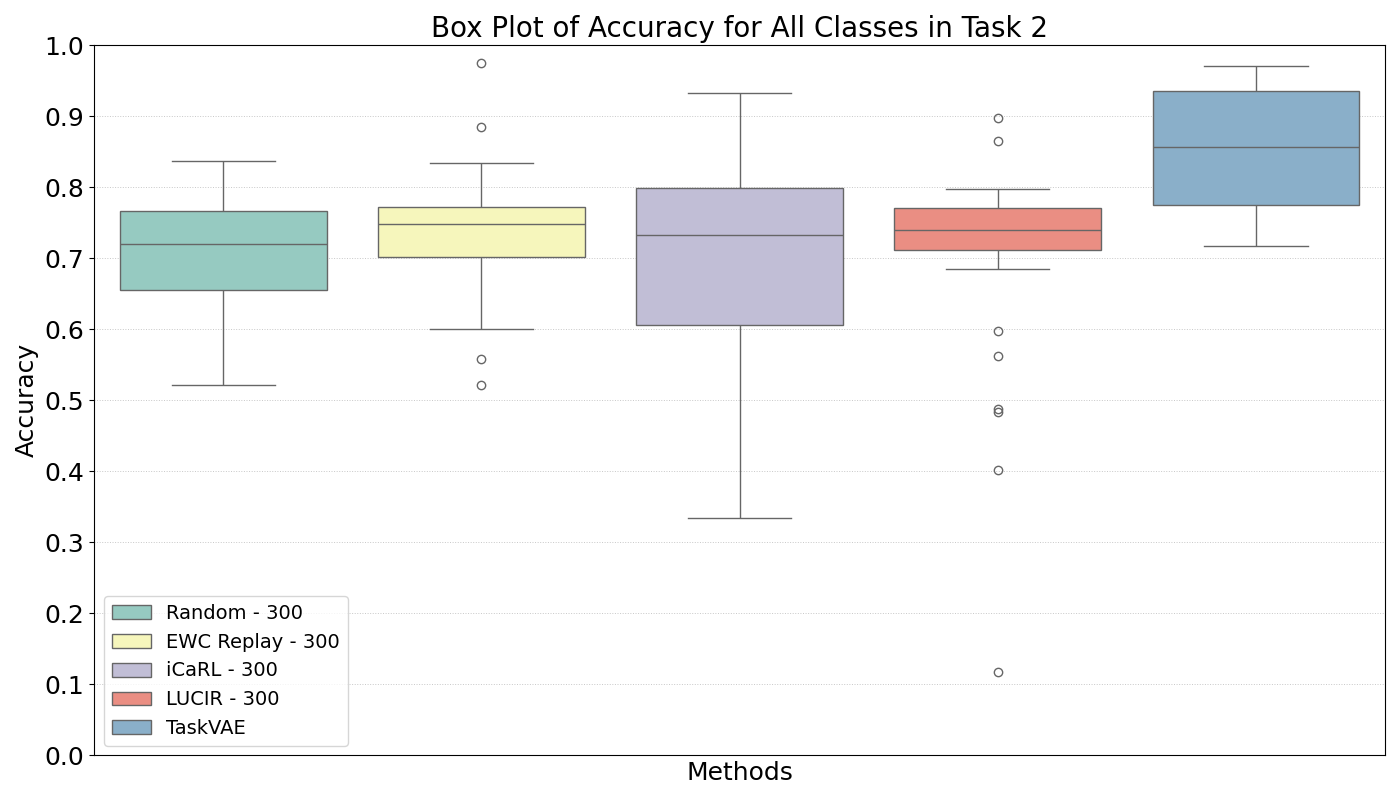 Box Plot of Accuracy for All Classes in Task 2
1.0
0.9
0.8
0.7
0.6
0.5
0.4
0.3
0.2
0.1
0.0
Accuracy
Random - 300
EWC Replay - 300
iCaRL - 300
LUCIR - 300
TaskVAE
Methods